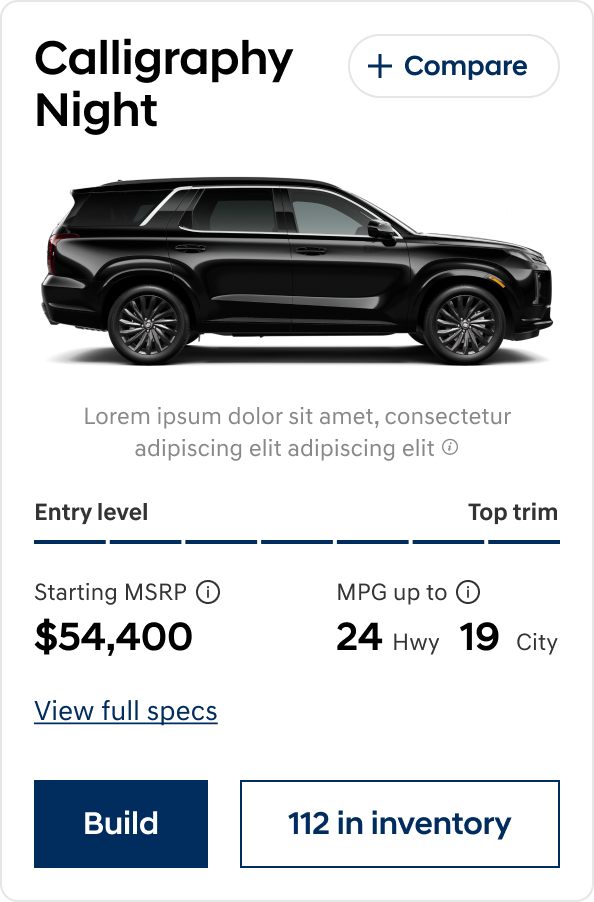 Calligraphy
Night
+ Compare
Lorem ipsum dolor sit amet, consectetur
adipiscing elit adipiscing elit
Entry level Top trim
Starting MSRP MPG up to
$54,400 24 Hwy 19 City
View full specs
Build 112 in inventory